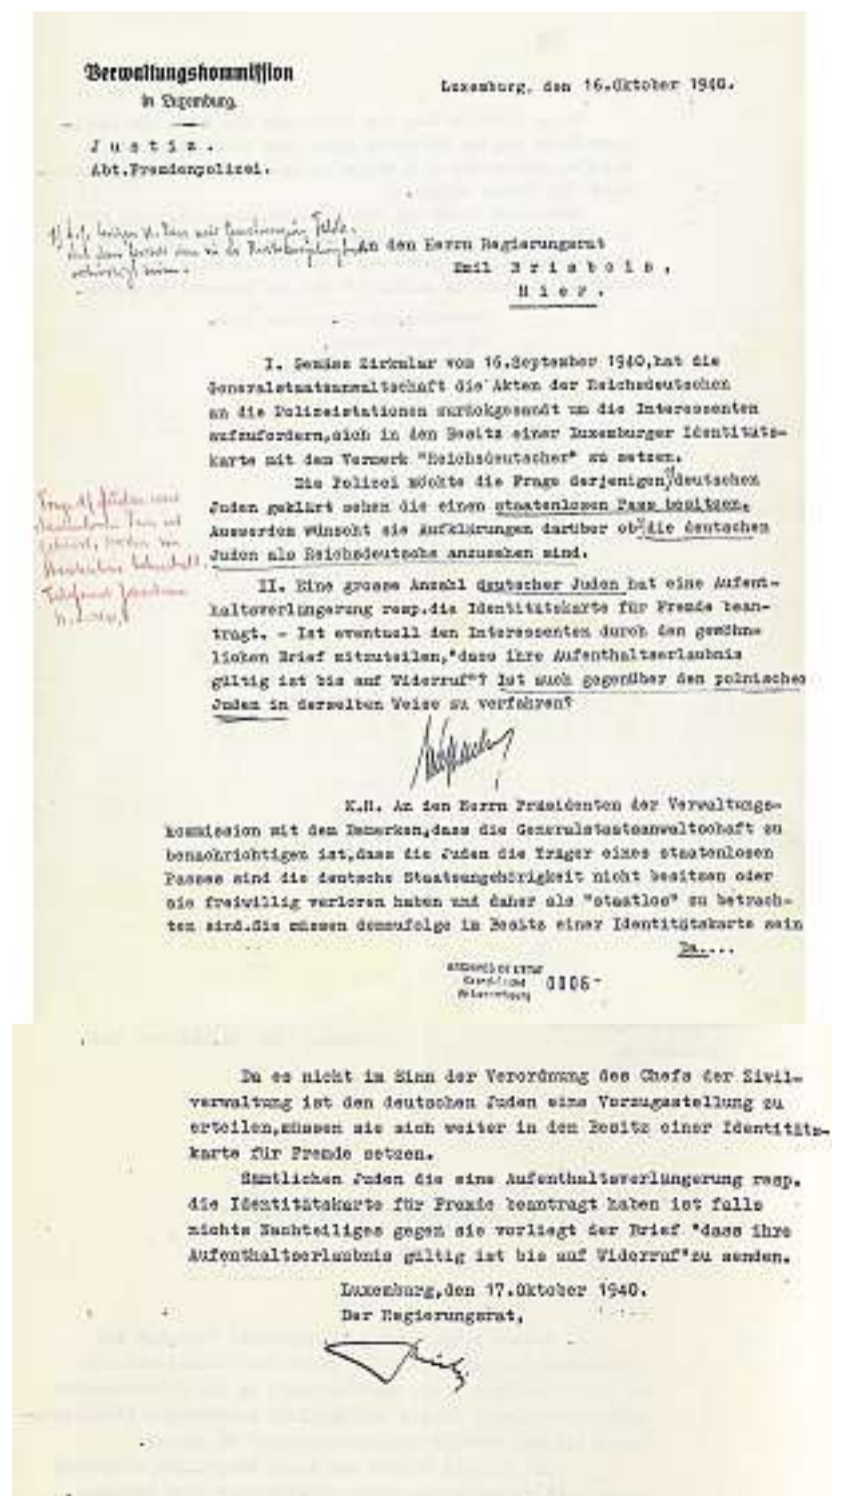 Verwaltungskommission
in Luxemburg.
Justiz.
Abt.Fremdenpolizei.
Luxemburg, den 16.Oktober 1940.
An den Herrn Regierungsrat
Emil Brisbois,
Hier.
I. Gemäss Zirkular vom 16.September 1940,hat die
Generalstaatsanwaltschaft die Akten der Reichsdeutschen
an die Polizeistationen zurückgesandt um die Interessenten
aufzufordern,sich in den Besitz einer Luxemburger Identitäts-
karte mit dem Vermerk "Reichsdeutscher" zu setzen.
Die Polizei möchte die Frage derjenigen deutschen
Juden geklärt sehen die einen staatenlosen Pass besitzen.
Ausserdem wünscht sie Aufklärungen darüber ob die deutschen
Juden als Reichsdeutsche anzusehen sind.
II. Eine grosse Anzahl deutscher Juden hat eine Aufent-
haltsverlängerung resp.die Identitätskarte für Fremde bean-
tragt. - Ist eventuell den Interessenten durch den gewöhn-
lichen Brief mitzuteilen,"dass ihre Aufenthaltserlaubnis
gültig ist bis auf Widerruf"? Ist auch gegenüber den polnischen
Juden in derselben Weise zu verfahren?
K.H. An den Herrn Präsidenten der Verwaltungs-
kommission mit dem Bemerken,dass die Generalstaatsanwaltschaft zu
benachrichtigen ist,dass die Juden die Träger eines staatenlosen
Passes sind die deutsche Staatsangehörigkeit nicht besitzen oder
sie freiwillig verloren haben und daher als "staatlos" zu betrach-
ten sind.Sie müssen demzufolge im Besitz einer Identitätskarte sein
Da....
0006
Da es nicht im Sinn der Verordnung des Chefs der Zivil-
verwaltung ist den deutschen Juden eine Vorzugsstellung zu
erteilen,müssen sie sich weiter in den Besitz einer Identitäts-
karte für Fremde setzen.
Sämtlichen Juden die eine Aufenthaltsverlängerung resp.
die Identitätskarte für Fremde beantragt haben ist falls
nichts Nachteiliges gegen sie vorliegt der Brief "dass ihre
Aufenthaltserlaubnis gültig ist bis auf Widerruf"zu senden.
Luxemburg,den 17.Oktober 1940.
Der Regierungsrat,